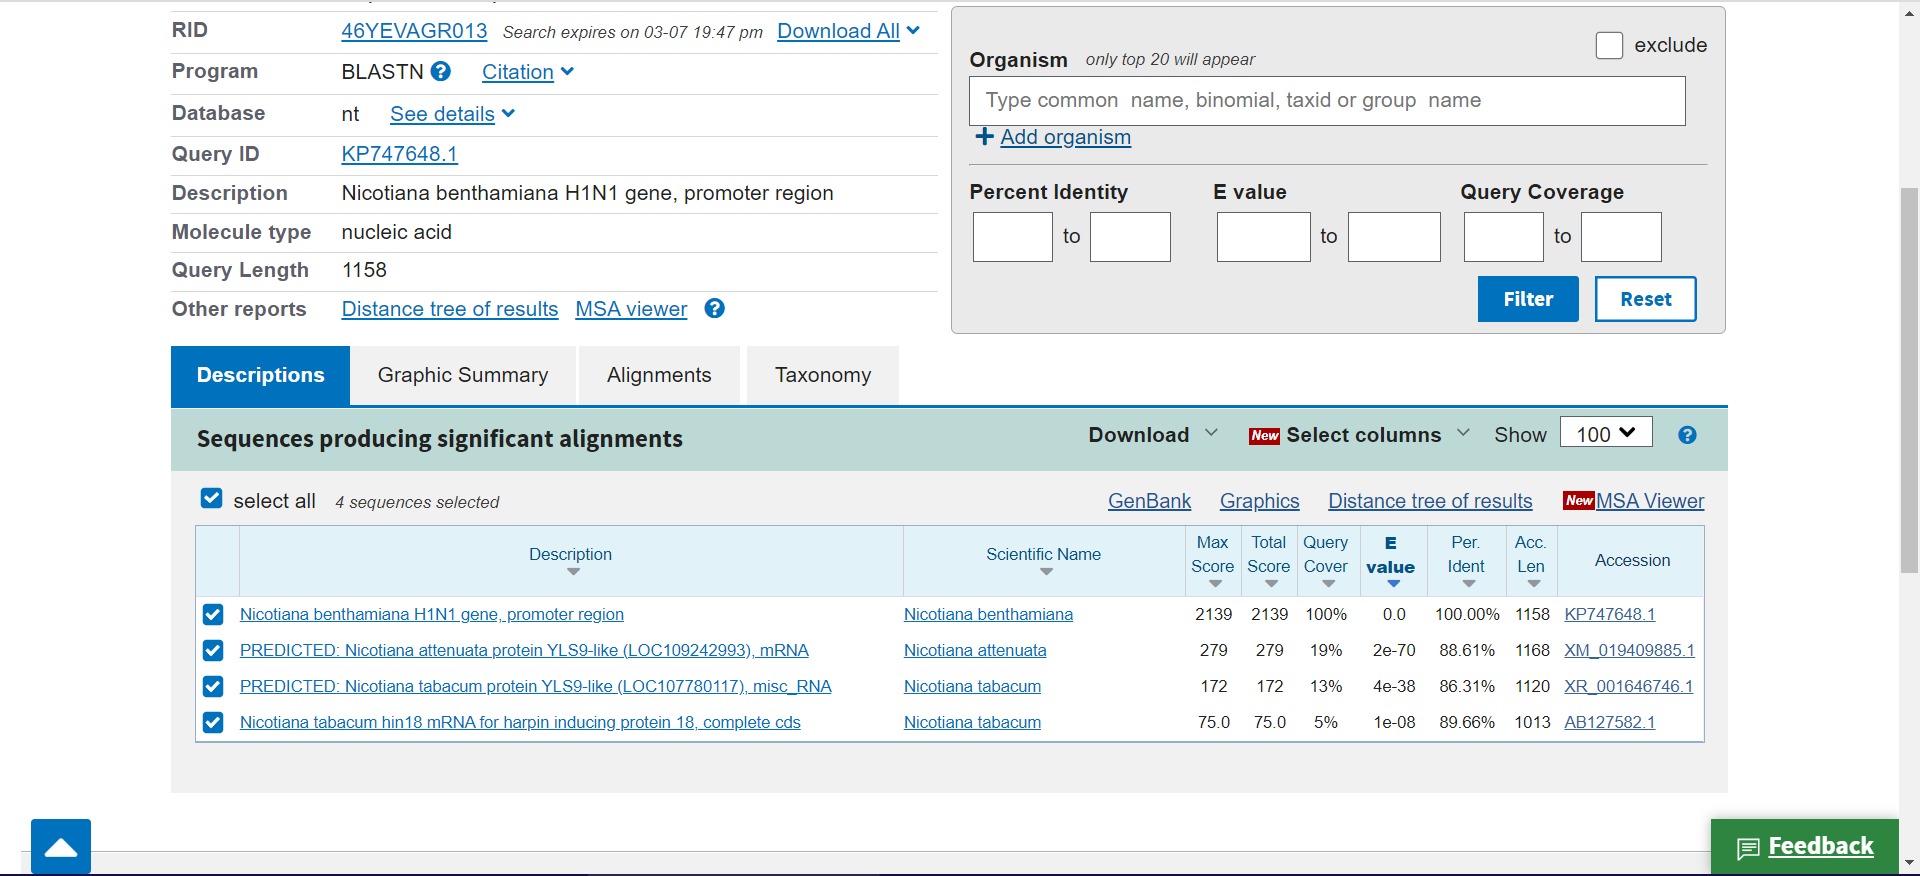 RID 46YEVAGR013 Search expires on 03-07 19:47 pm Download All
Program BLASTN ? Citation
Database nt See details
Query ID KP747648.1
Description Nicotiana benthamiana H1N1 gene, promoter region
Molecule type nucleic acid
Query Length 1158
Other reports Distance tree of results MSA viewer ?
exclude
Organism only top 20 will appear
Type common name, binomial, taxid or group name
+ Add organism
Percent Identity E value Query Coverage
to to to
Filter Reset
Descriptions Graphic Summary Alignments Taxonomy
Sequences producing significant alignments Download New Select columns Show 100 ?
select all 4 sequences selected GenBank Graphics Distance tree of results New MSA Viewer
Description Scientific Name Max Score Total Score Query Cover E value Per. Ident Acc. Len Accession
Nicotiana benthamiana H1N1 gene, promoter region Nicotiana benthamiana 2139 2139 100% 0.0 100.00% 1158 KP747648.1
PREDICTED: Nicotiana attenuata protein YLS9-like (LOC109242993), mRNA Nicotiana attenuata 279 279 19% 2e-70 88.61% 1168 XM_019409885.1
PREDICTED: Nicotiana tabacum protein YLS9-like (LOC107780117), misc_RNA Nicotiana tabacum 172 172 13% 4e-38 86.31% 1120 XR_001646746.1
Nicotiana tabacum hin18 mRNA for harpin inducing protein 18, complete cds Nicotiana tabacum 75.0 75.0 5% 1e-08 89.66% 1013 AB127582.1
Feedback